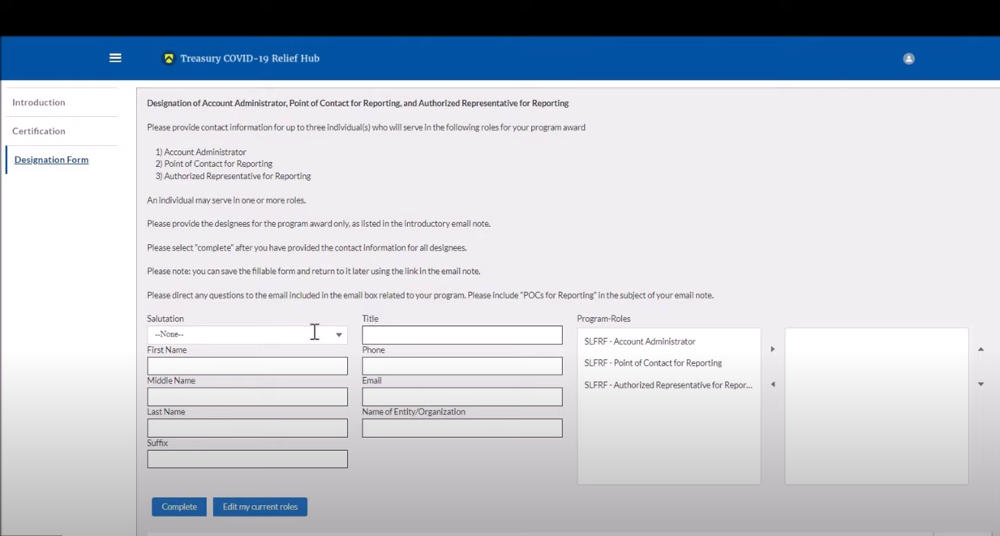 Treasury COVID-19 Relief Hub
Introduction
Certification
Designation Form
Designation of Account Administrator, Point of Contact for Reporting, and Authorized Representative for Reporting
Please provide contact information for up to three individual(s) who will serve in the following roles for your program award
1) Account Administrator
2) Point of Contact for Reporting
3) Authorized Representative for Reporting
An individual may serve in one or more roles.
Please provide the designees for the program award only, as listed in the introductory email note.
Please select "complete" after you have provided the contact information for all designees.
Please note: you can save the fillable form and return to it later using the link in the email note.
Please direct any questions to the email included in the email box related to your program. Please include "POCs for Reporting" in the subject of your email note.
Salutation
--None--
First Name
Middle Name
Last Name
Suffix
Title
Phone
Email
Name of Entity/Organization
Program-Roles
SLFRF - Account Administrator
SLFRF - Point of Contact for Reporting
SLFRF - Authorized Representative for Repor...
Complete
Edit my current roles